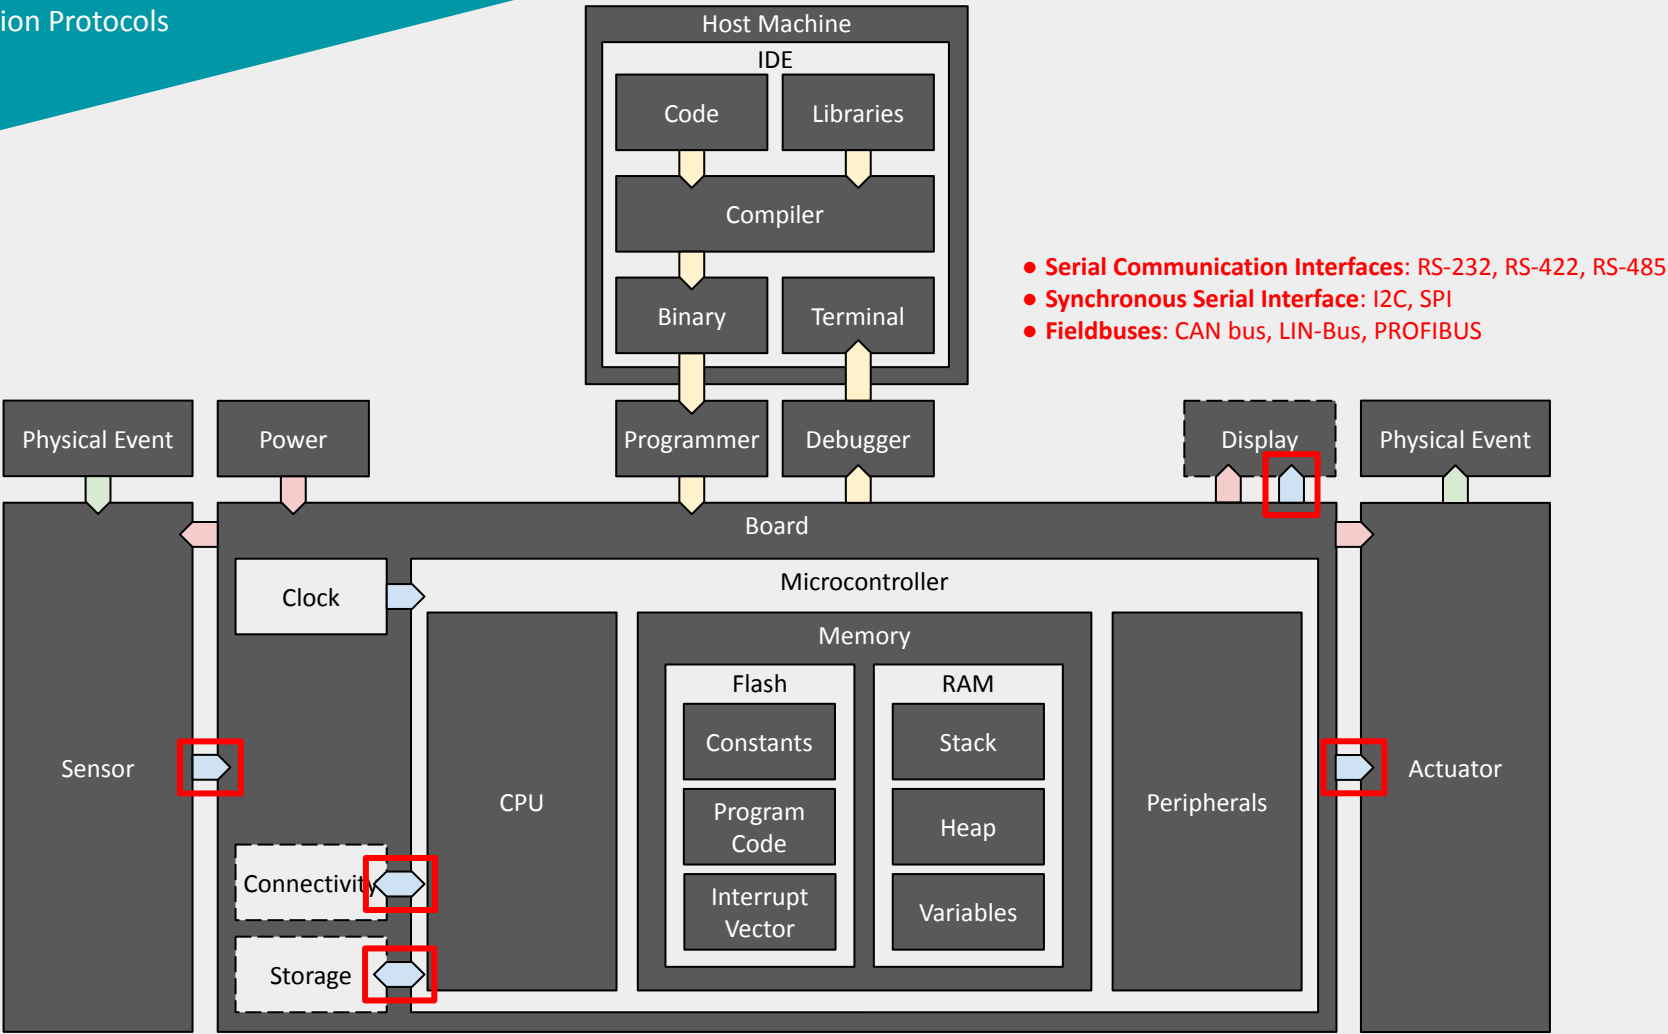 ion Protocols
Host Machine
IDE
Code
Libraries
Compiler
Binary
Terminal
● Serial Communication Interfaces: RS-232, RS-422, RS-485
● Synchronous Serial Interface: I2C, SPI
● Fieldbuses: CAN bus, LIN-Bus, PROFIBUS
Physical Event
Power
Programmer
Debugger
Display
Physical Event
Board
Clock
Microcontroller
Memory
Flash
RAM
Constants
Stack
Sensor
CPU
Program
Code
Heap
Peripherals
Actuator
Connectivity
Interrupt
Vector
Variables
Storage